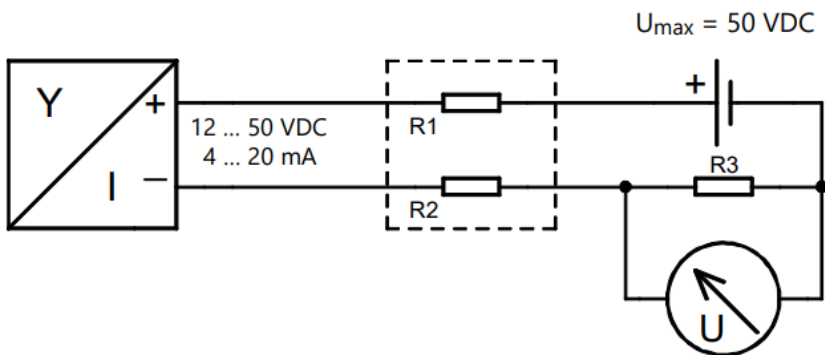 Umax = 50 VDC
Y
+
+
12 ... 50 VDC
R1
4 ... 20 mA
R3
I
−
R2
U